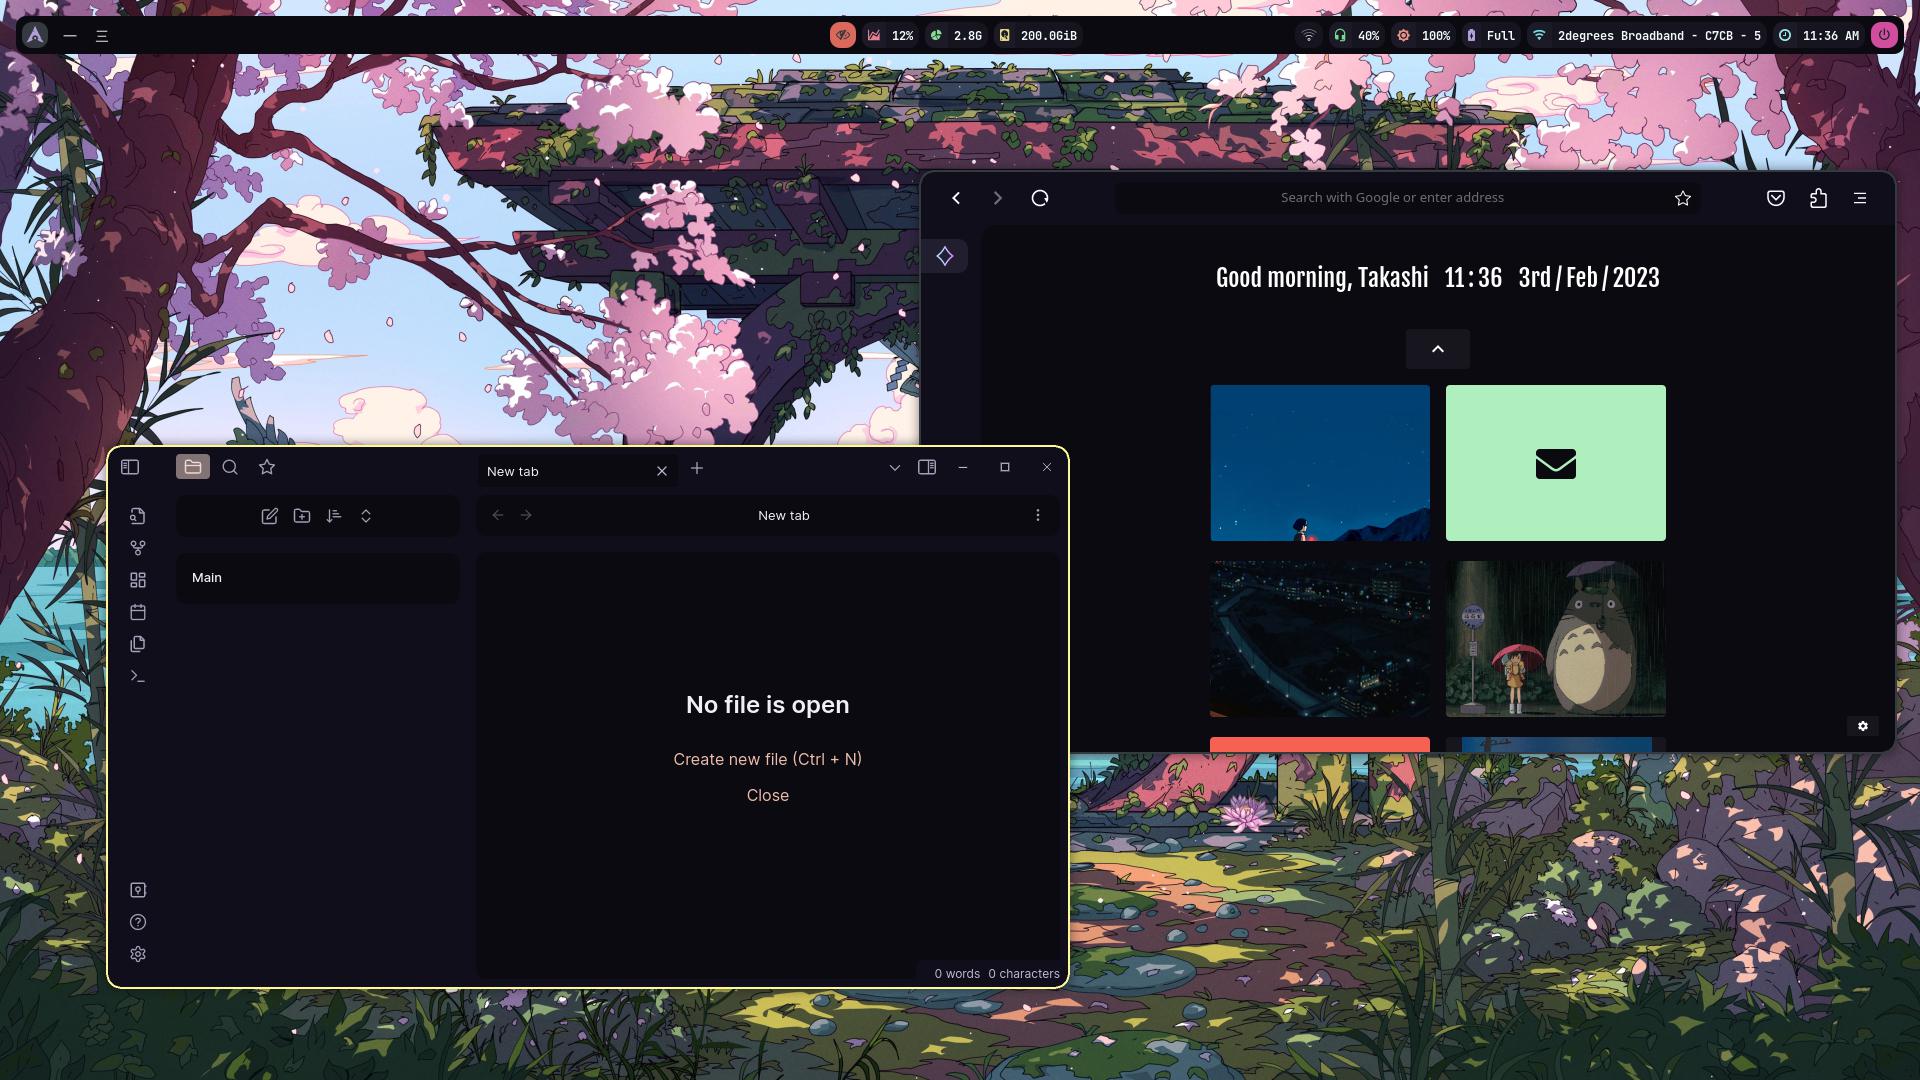 12% 2.8G 200.0GiB 40% 100% Full 2degrees Broadband - C7CB - 5 11:36 AM
Search with Google or enter address
Good morning, Takashi 11:36 3rd/Feb/2023
New tab
New tab
Main
No file is open
Create new file (Ctrl + N)
Close
0 words 0 characters